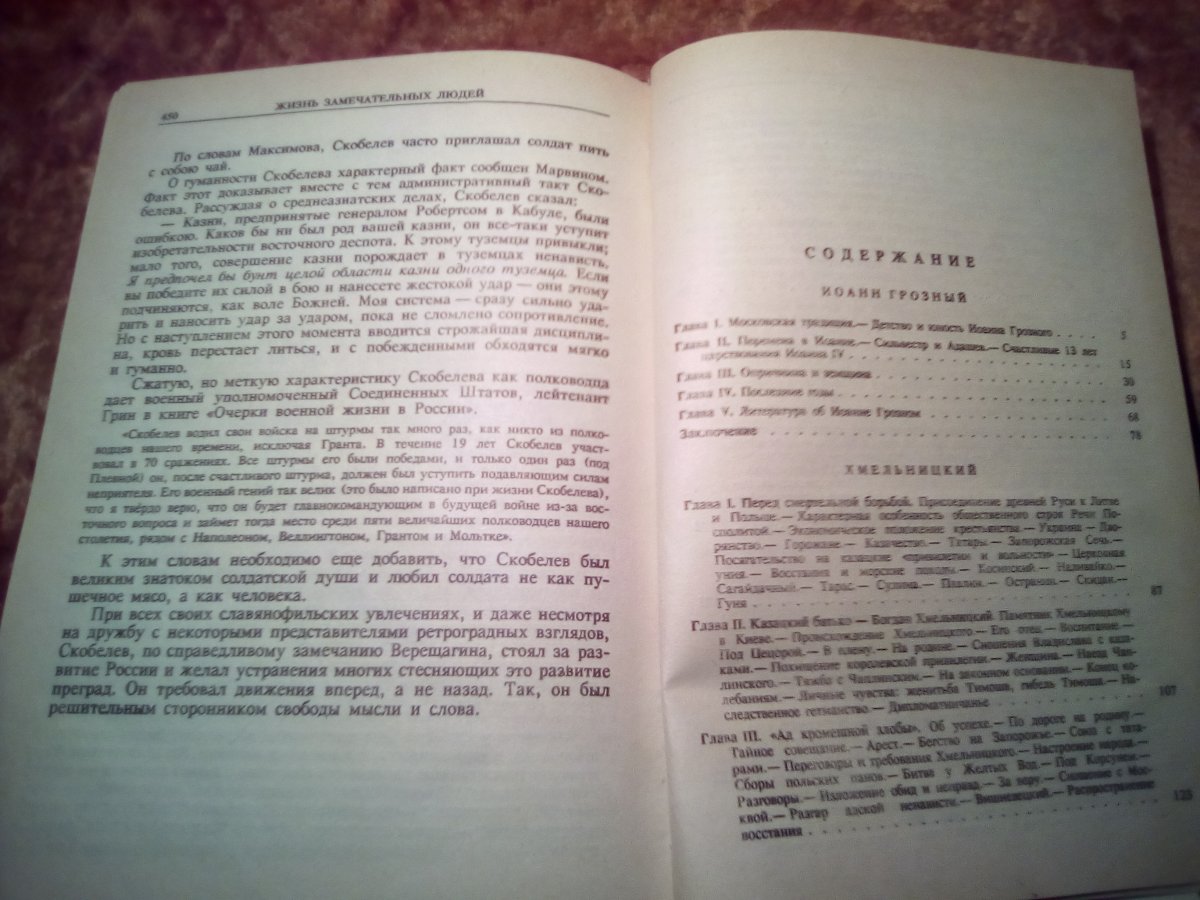 450
ЖИЗНЬ ЗАМЕЧАТЕЛЬНЫХ ЛЮДЕЙ
По словам Максимова, Скобелев часто приглашал солдат пить
с собою чай.
О гуманности Скобелева характерный факт сообщен Марвином.
Факт этот доказывает вместе с тем административный такт Ско-
белева. Рассуждая о среднеазиатских делах, Скобелев сказал:
— Казни, предпринятые генералом Робертсом в Кабуле, были
ошибкою. Каков бы ни был род вашей казни, он все-таки уступит
изобретательности восточного деспота. К этому туземцы привыкли;
мало того, совершение казни порождает в туземцах ненависть.
Я предпочел бы бунт целой области казни одного туземца. Если
вы победите их силой в бою и нанесете жестокой удар — они этому
подчиняются, как воле Божией. Моя система — сразу сильно уда-
рить и наносить удар за ударом, пока не сломлено сопротивление.
Но с наступлением этого момента вводится строжайшая дисципли-
на, кровь перестает литься, и с побежденными обходятся мягко
и гуманно.
Сжатую, но меткую характеристику Скобелева как полководца
дает военный уполномоченный Соединенных Штатов, лейтенант
Грин в книге «Очерки военной жизни в России».
«Скобелев водил свои войска на штурмы так много раз, как никто из полко-
водцев нашего времени, исключая Гранта. В течение 19 лет Скобелев участ-
вовал в 70 сражениях. Все штурмы его были победами, и только один раз (под
Плевной) он, после счастливого штурма, должен был уступить подавляющим силам
неприятеля. Его военный гений так велик (это было написано при жизни Скобелева),
что я твёрдо верю, что он будет главнокомандующим в будущей войне из-за вос-
точного вопроса и займет тогда место среди пяти величайших полководцев нашего
столетия, рядом с Наполеоном, Веллингтоном, Грантом и Мольтке».
К этим словам необходимо еще добавить, что Скобелев был
великим знатоком солдатской души и любил солдата не как пу-
шечное мясо, а как человека.
При всех своих славянофильских увлечениях, и даже несмотря
на дружбу с некоторыми представителями ретроградных взглядов,
Скобелев, по справедливому замечанию Верещагина, стоял за раз-
витие России и желал устранения многих стесняющих это развитие
преград. Он требовал движения вперед, а не назад. Так, он был
решительным сторонником свободы мысли и слова.
СОДЕРЖАНИЕ
ИОАНН ГРОЗНЫЙ
Глава I. Московская традиция.— Детство и юность Иоанна Грозного . . . . 5
Глава II. Перемена в Иоанне.— Сильвестр и Адашев.— Счастливые 13 лет
царствования Иоанна IV . . . . 15
Глава III. Опричнина и земщина . . . . 30
Глава IV. Последние годы . . . . 59
Глава V. Литература об Иоанне Грозном . . . . 68
Заключение . . . . 78
ХМЕЛЬНИЦКИЙ
Глава I. Перед смертельной борьбой. Присоединение древней Руси к Литве
и Польше.— Характерная особенность общественного строя Речи По-
сполитой.— Экономическое положение крестьянства.— Украина.— Дво-
рянство.— Горожане.— Казачество.— Татары.— Запорожская Сечь.—
Посягательство на казацкие «привилегии и вольности».— Церковная
уния.— Восстания и морские походы.— Косинский.— Наливайко.—
Сагайдачный.— Тарас.— Сулима.— Павлюк.— Остранин.— Скидан.—
Гуня . . . . 87
Глава II. Казацкий батько — Богдан Хмельницкий. Памятник Хмельницкому
в Киеве.— Происхождение Хмельницкого.— Его отец.— Воспитание.—
Под Цецорой.— В плену.— На родине.— Сношения Владислава с каза-
ками.— Похищение королевской привилегии.— Женщина.— Наезд Чап-
линского.— Тяжба с Чаплинским.— На законном основании.— Конец ко-
лебаниям.— Личные чувства: женитьба Тимоша, гибель Тимоша.— На-
следственное гетманство.— Дипломатничанье . . . . 107
Глава III. «Ад кромешной злобы». Об успехе.— По дороге на родину.—
Тайное совещание.— Арест.— Бегство на Запорожье.— Союз с тата-
рами.— Переговоры и требования Хмельницкого.— Настроение народа.—
Сборы польских панов.— Битва у Желтых Вод.— Под Корсунем.—
Разговоры.— Изложение обид и неправд.— За веру.— Сношения с Мос-
квой.— Разгар адской ненависти.— Вишневецкий.— Распространение
восстания . . . . 125